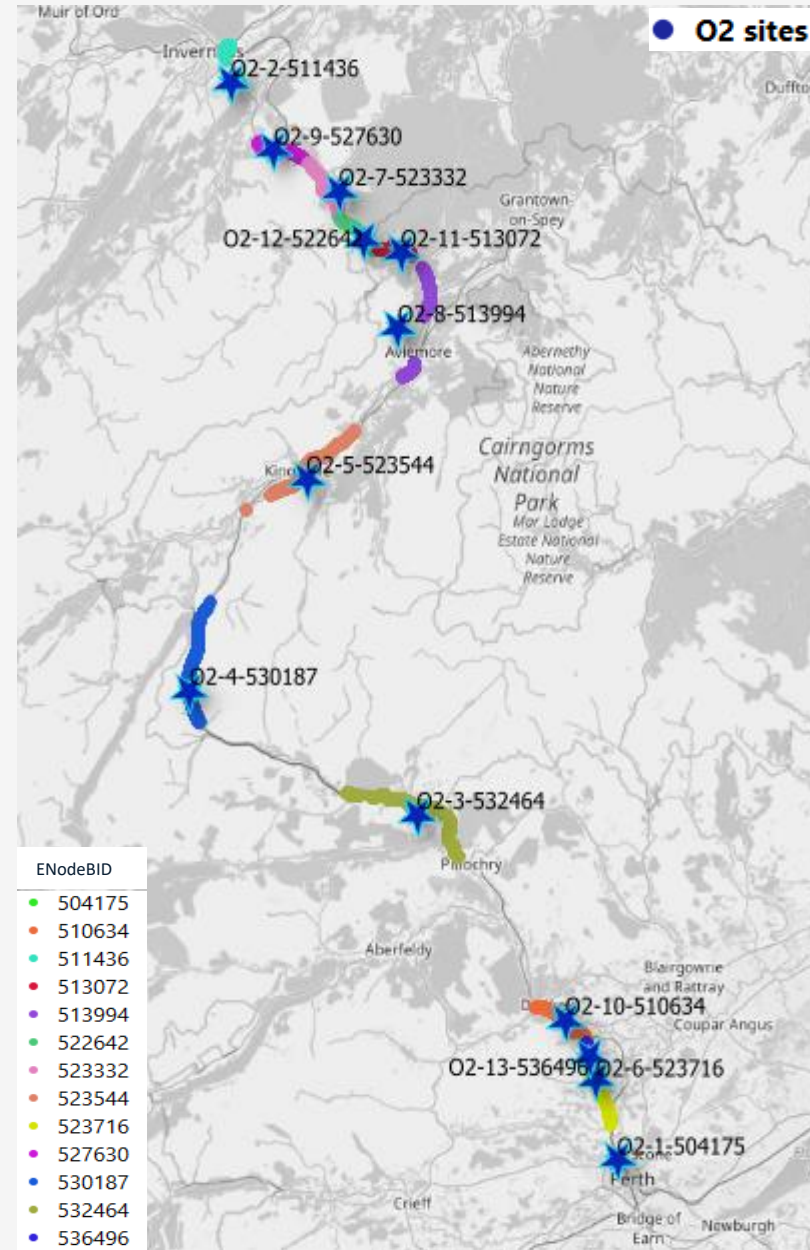 Muir of Ord
O2 sites
O2-2-511436
O2-9-527630
O2-7-523332
Grantown-
on-Spey
O2-12-522642
O2-11-513072
O2-8-513994
Aviemore
Abernethy
National
Nature
Reserve
O2-5-523544
Cairngorms
National
Park
Mar Lodge
Estate National
Nature
Reserve
O2-4-530187
O2-3-532464
ENodeBID
504175
510634
511436
513072
513994
522642
523332
523544
523716
527630
530187
532464
536496
Aberfeldy
Blairgowrie
and Rattray
O2-10-510634
Coupar Angus
O2-13-536496
O2-6-523716
O2-1-504175
Perth
Crieff
Bridge of
Earn
Newburgh